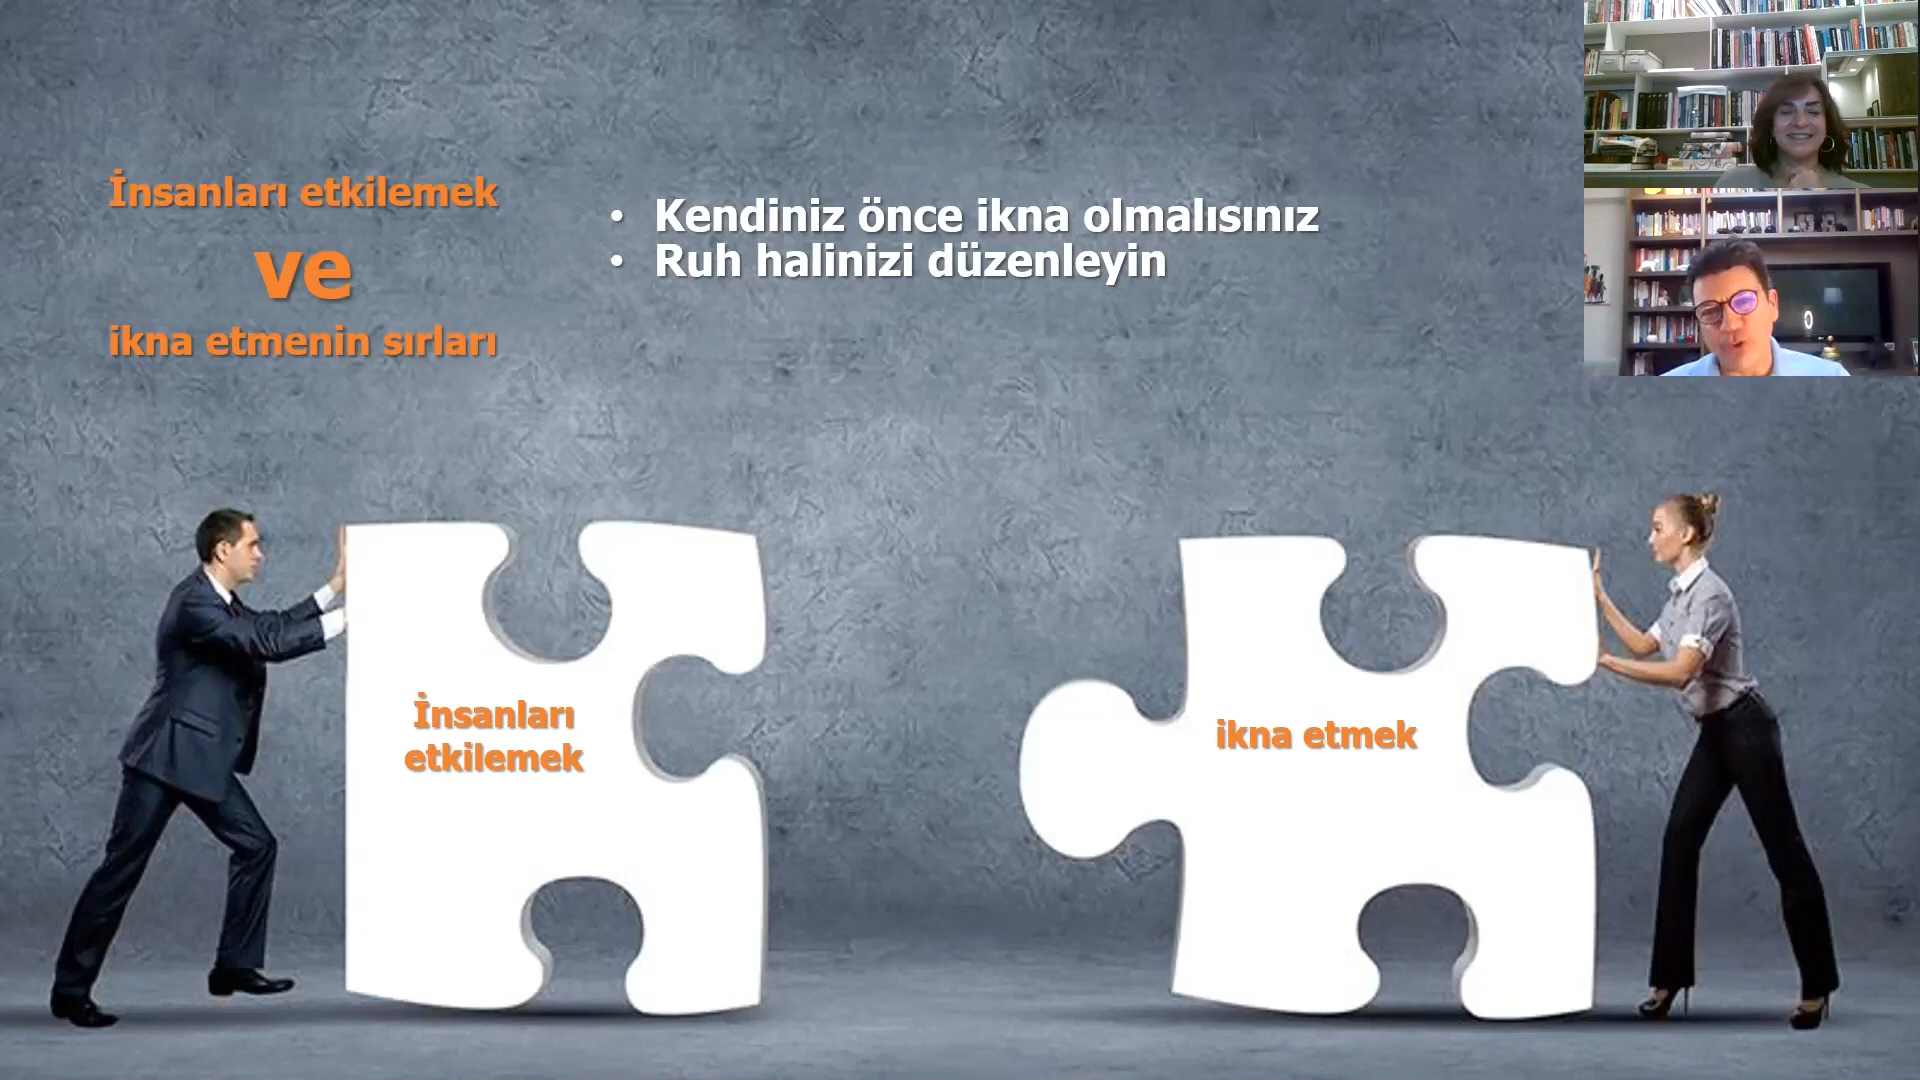 İnsanları etkilemek
ve
ikna etmenin sırları
• Kendiniz önce ikna olmalısınız
• Ruh halinizi düzenleyin
İnsanları
etkilemek
ikna etmek